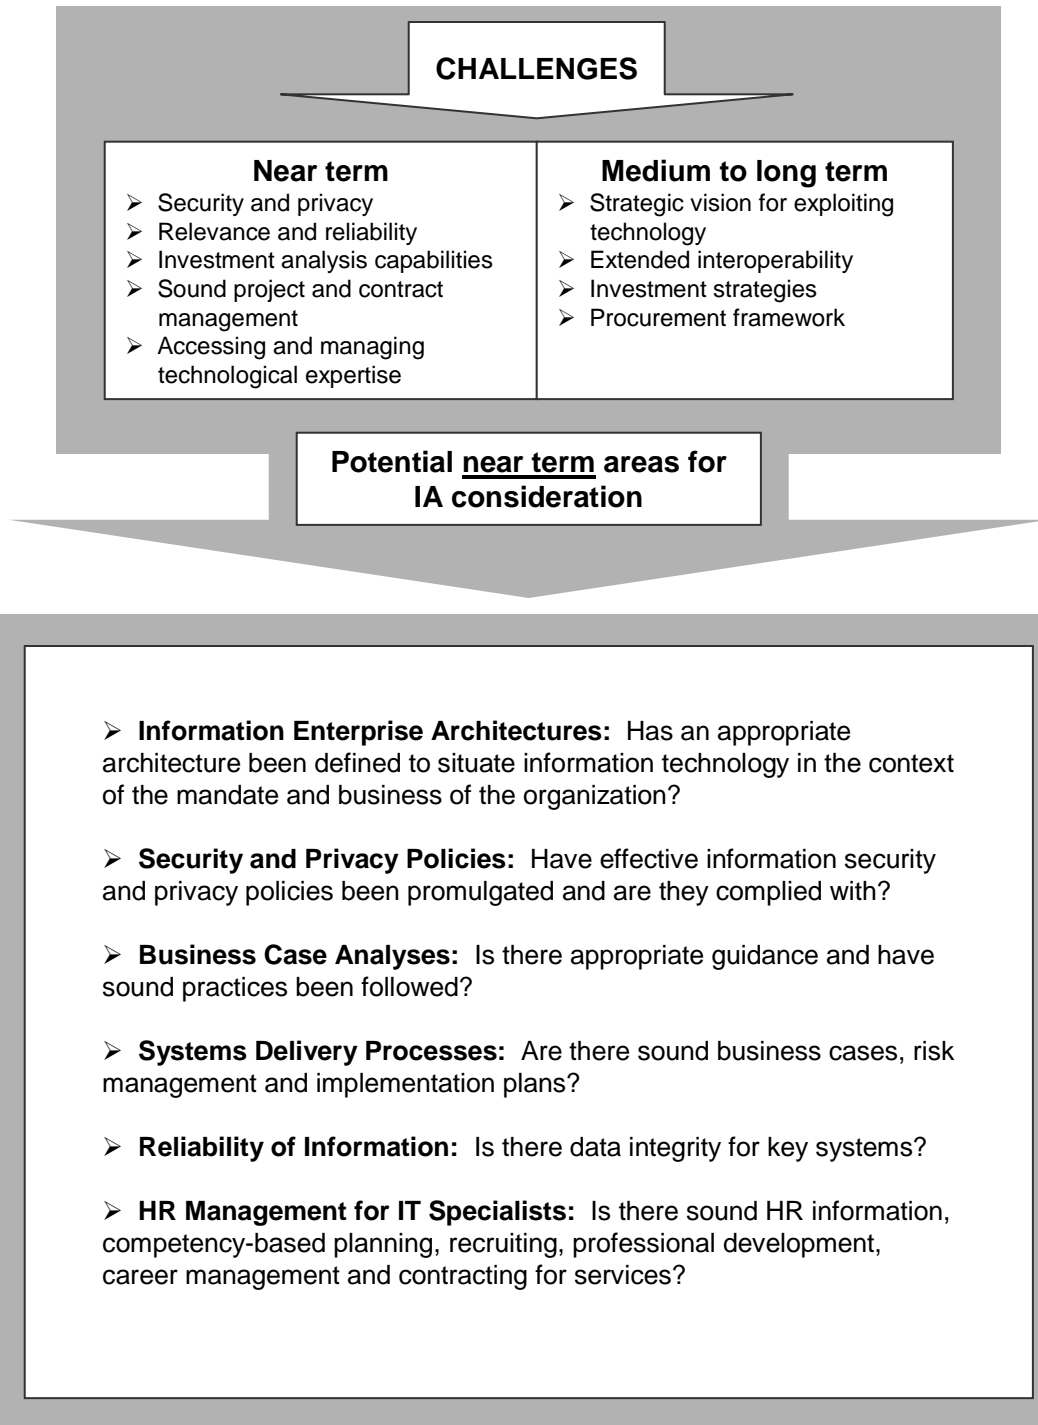 CHALLENGES
Near term
➢ Security and privacy
➢ Relevance and reliability
➢ Investment analysis capabilities
➢ Sound project and contract
management
➢ Accessing and managing
technological expertise
Medium to long term
➢ Strategic vision for exploiting
technology
➢ Extended interoperability
➢ Investment strategies
➢ Procurement framework
Potential near term areas for
IA consideration
➢ Information Enterprise Architectures: Has an appropriate
architecture been defined to situate information technology in the context
of the mandate and business of the organization?
➢ Security and Privacy Policies: Have effective information security
and privacy policies been promulgated and are they complied with?
➢ Business Case Analyses: Is there appropriate guidance and have
sound practices been followed?
➢ Systems Delivery Processes: Are there sound business cases, risk
management and implementation plans?
➢ Reliability of Information: Is there data integrity for key systems?
➢ HR Management for IT Specialists: Is there sound HR information,
competency-based planning, recruiting, professional development,
career management and contracting for services?